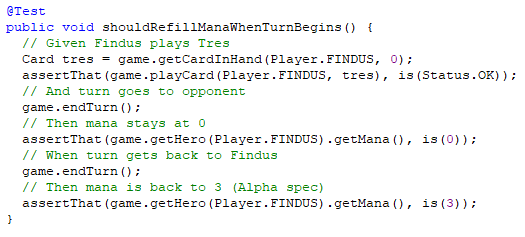 @Test
public void shouldRefillManaWhenTurnBegins() {
  // Given Findus plays Tres
  Card tres = game.getCardInHand(Player.FINDUS, 0);
  assertThat(game.playCard(Player.FINDUS, tres), is(Status.OK));
  // And turn goes to opponent
  game.endTurn();
  // Then mana stays at 0
  assertThat(game.getHero(Player.FINDUS).getMana(), is(0));
  // When turn gets back to Findus
  game.endTurn();
  // Then mana is back to 3 (Alpha spec)
  assertThat(game.getHero(Player.FINDUS).getMana(), is(3));
}